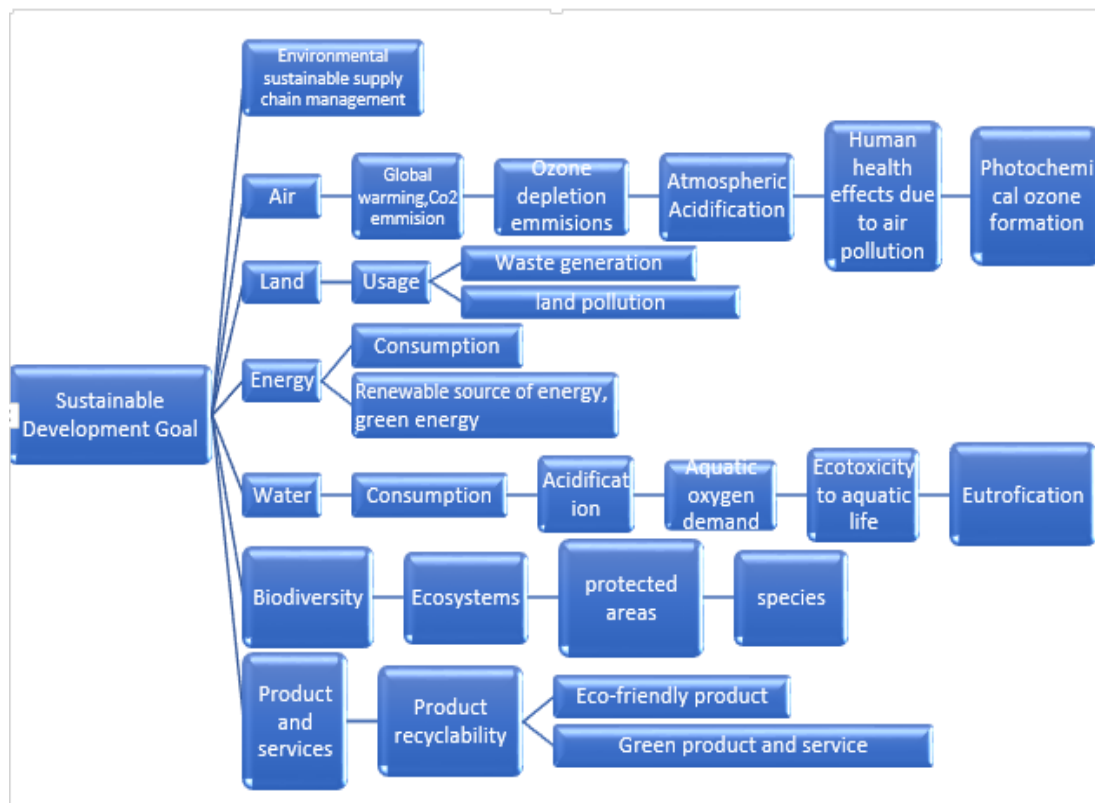 Environmental
sustainable supply
chain management
Air
Global
warming,Co2
emmision
Ozone
depletion
emmisions
Atmospheric
Acidification
Human
health
effects due
to air
pollution
Photochemi
cal ozone
formation
Land
Usage
Waste generation
land pollution
Sustainable
Development Goal
Energy
Consumption
Renewable source of energy,
green energy
Water
Consumption
Acidificat
ion
Aquatic
oxygen
demand
Ecotoxicity
to aquatic
life
Eutrofication
Biodiversity
Ecosystems
protected
areas
species
Product
and
services
Product
recyclability
Eco-friendly product
Green product and service